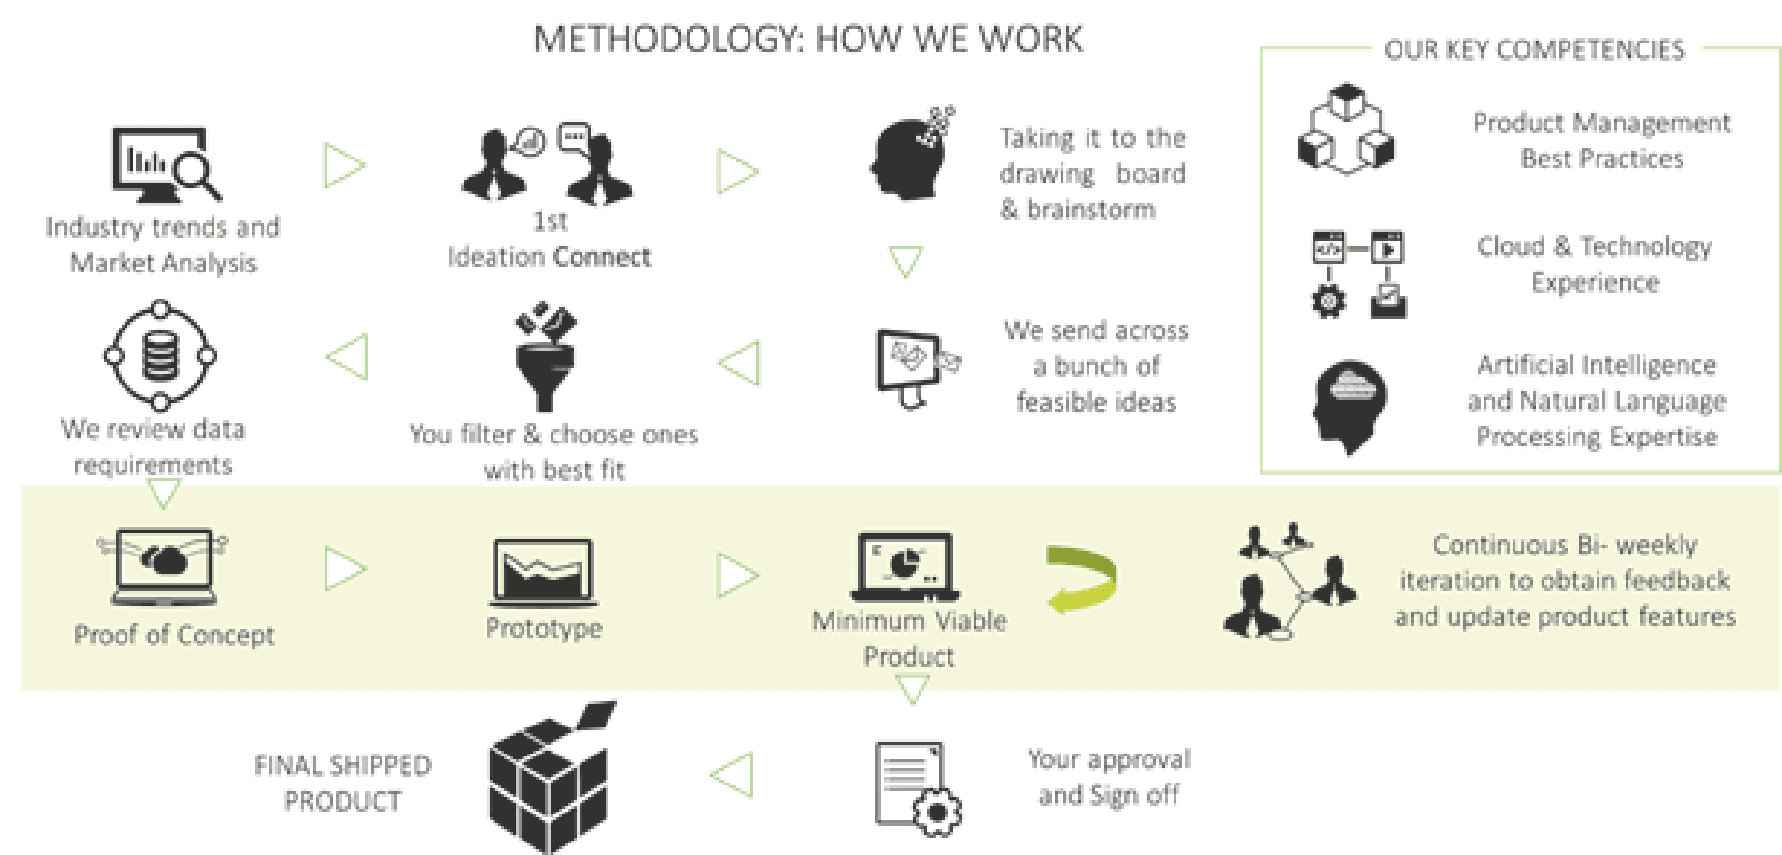 METHODOLOGY: HOW WE WORK
Industry trends and
Market Analysis
1st
Ideation Connect
Taking it to the
drawing board
& brainstorm
We send across
a bunch of
feasible ideas
You filter & choose ones
with best fit
We review data
requirements
OUR KEY COMPETENCIES
Product Management
Best Practices
Cloud & Technology
Experience
Artificial Intelligence
and Natural Language
Processing Expertise
Proof of Concept
Prototype
Minimum Viable
Product
Continuous Bi- weekly
iteration to obtain feedback
and update product features
Your approval
and Sign off
FINAL SHIPPED
PRODUCT